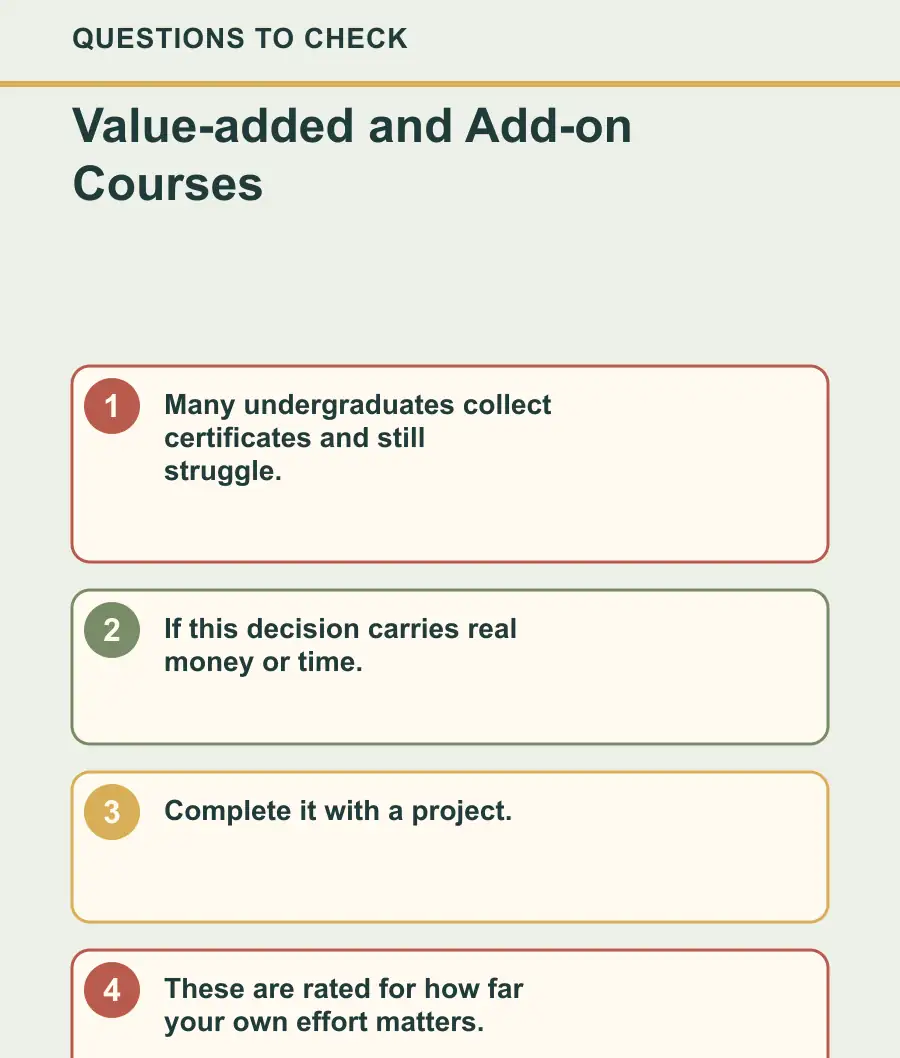 QUESTIONS TO CHECK
Value-added and Add-on
Courses
1
Many undergraduates collect
certificates and still
struggle.
2
If this decision carries real
money or time.
3
Complete it with a project.
4
These are rated for how far
your own effort matters.